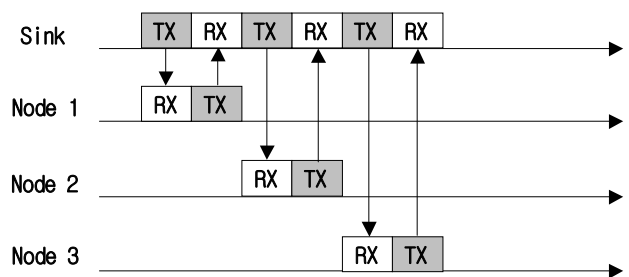 Sink TX RX TX RX TX RX
Node 1 RX TX
Node 2 RX TX
Node 3 RX TX